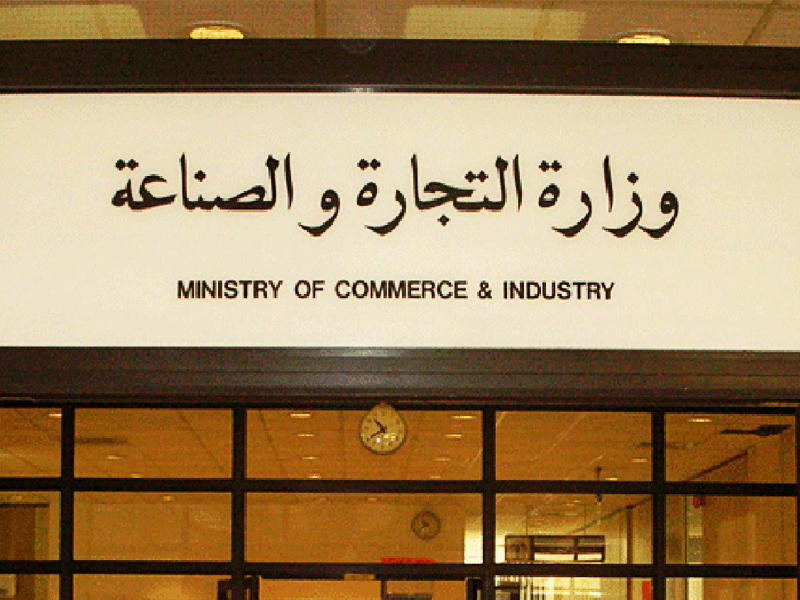 وزارة التجارة و الصناعة
MINISTRY OF COMMERCE & INDUSTRY